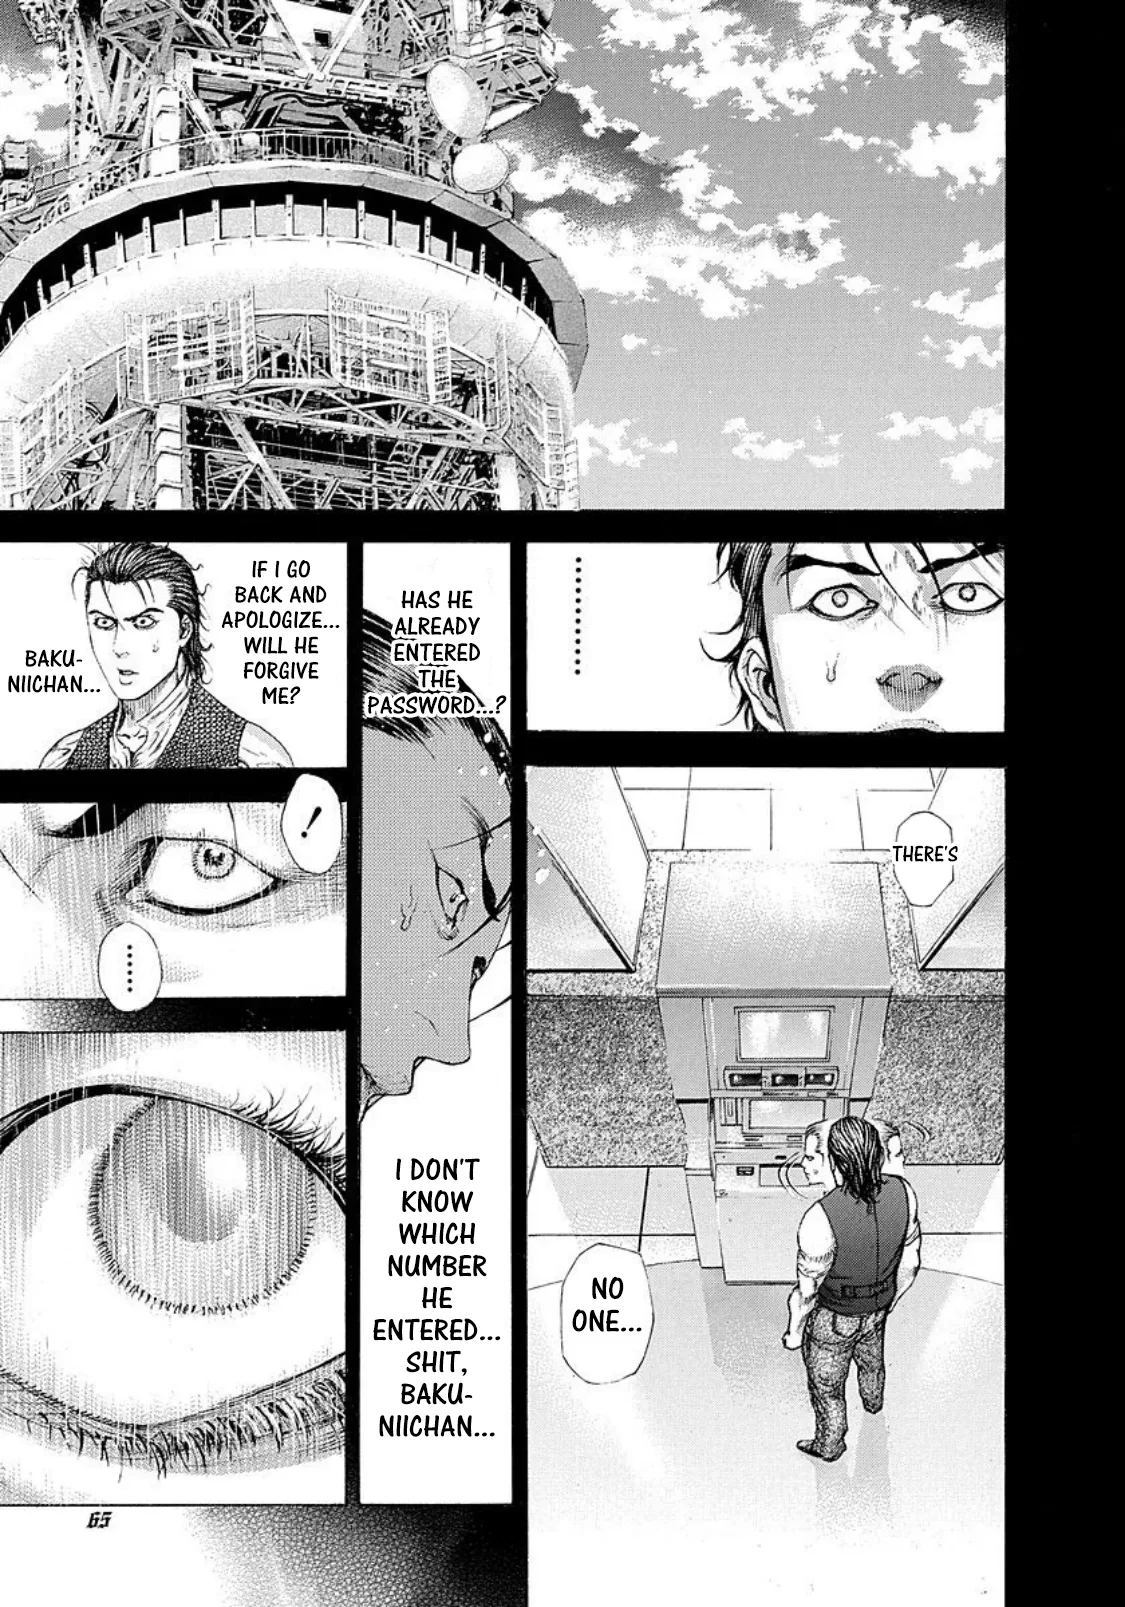 ..........
THERE'S
NO
ONE...
HAS HE
ALREADY
ENTERED
THE
PASSWORD...?
I DON'T
KNOW
WHICH
NUMBER
HE
ENTERED...
SHIT,
BAKU-
NIICHAN...
IF I GO
BACK AND
APOLOGIZE...
WILL HE
FORGIVE
ME?
BAKU-
NIICHAN...
!
......
65